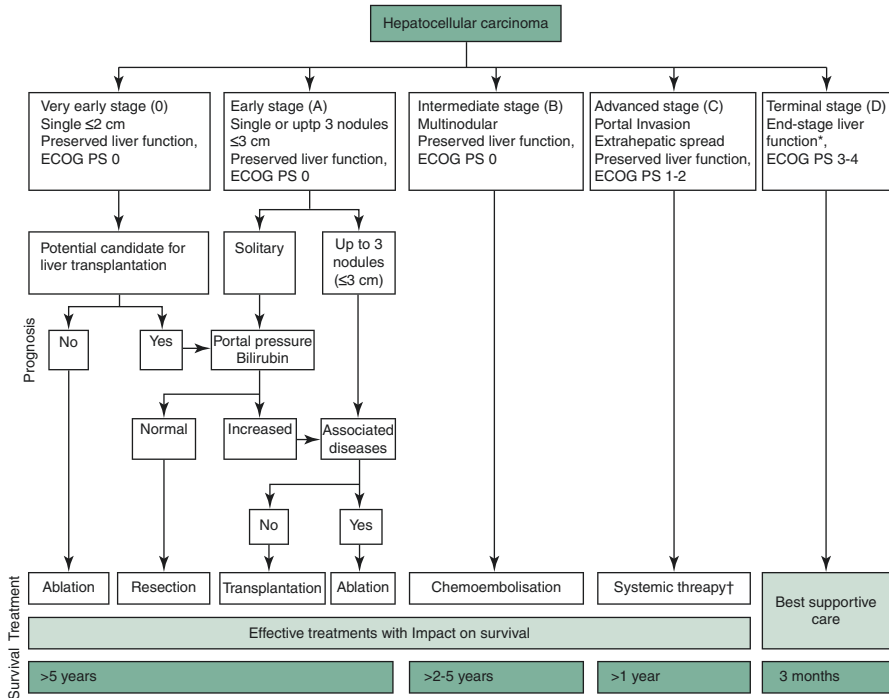 Hepatocellular carcinoma
Very early stage (0)
Single ≤2 cm
Preserved liver function,
ECOG PS 0
Early stage (A)
Single or uptp 3 nodules
≤3 cm
Preserved liver function,
ECOG PS 0
Intermediate stage (B)
Multinodular
Preserved liver function,
ECOG PS 0
Advanced stage (C)
Portal Invasion
Extrahepatic spread
Preserved liver function,
ECOG PS 1-2
Terminal stage (D)
End-stage liver
function*,
ECOG PS 3-4
Potential candidate for
liver transplantation
Solitary
Up to 3
nodules
(≤3 cm)
Prognosis
No
Yes
Portal pressure
Bilirubin
Normal
Increased
Associated
diseases
No
Yes
Treatment
Ablation
Resection
Transplantation
Ablation
Chemoembolisation
Systemic threapy†
Best supportive
care
Effective treatments with Impact on survival
Survival
>5 years
>2-5 years
>1 year
3 months